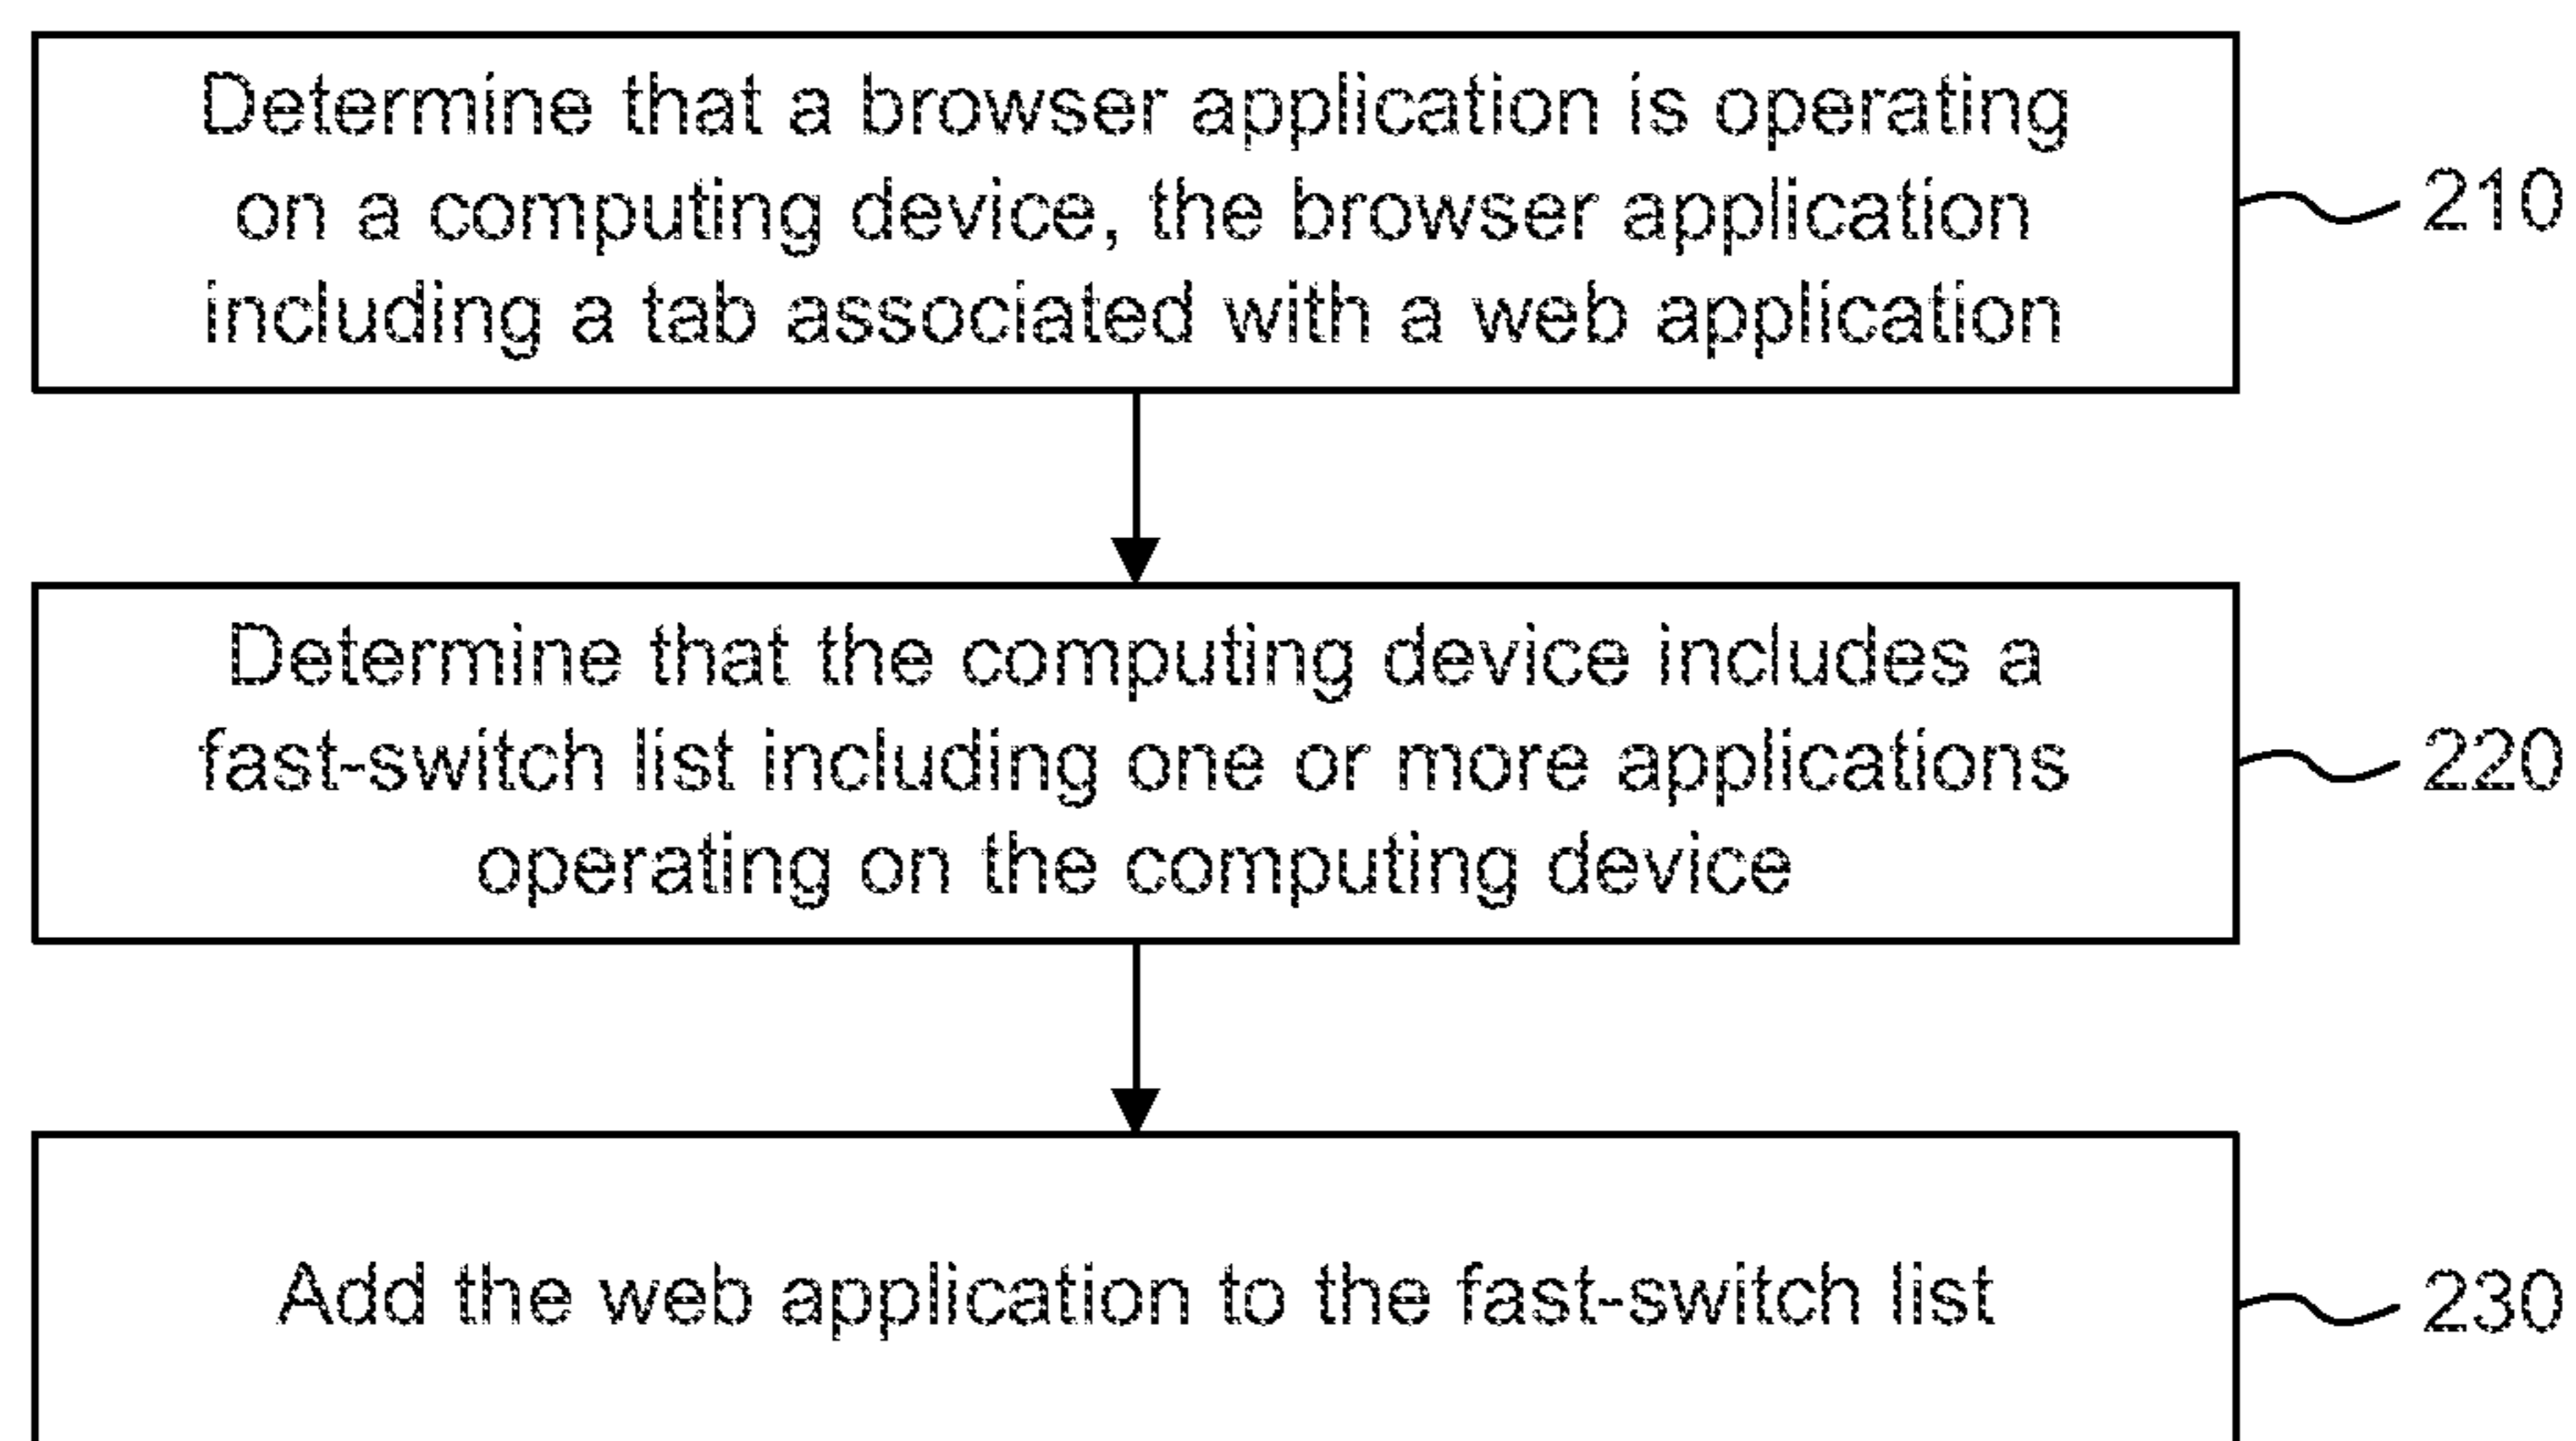 Determine that a browser application is operating
on a computing device, the browser application
including a tab associated with a web application
210
Determine that the computing device includes a
fast-switch list including one or more applications
operating on the computing device
220
Add the web application to the fast-switch list
230